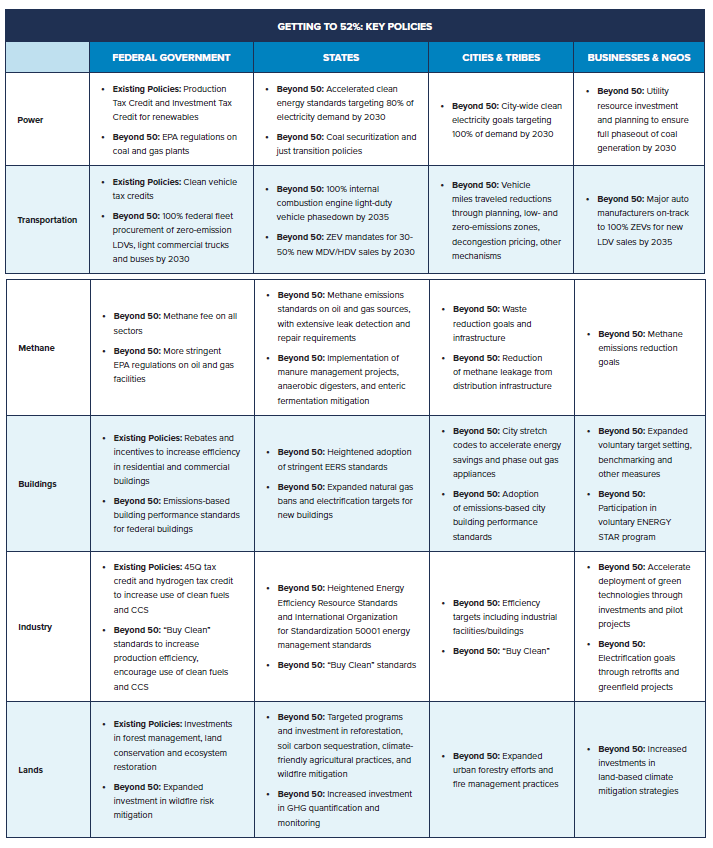 GETTING TO 52%: KEY POLICIES
FEDERAL GOVERNMENT
STATES
CITIES & TRIBES
BUSINESSES & NGOS
Power
• Existing Policies: Production
Tax Credit and Investment Tax
Credit for renewables
• Beyond 50: EPA regulations on
coal and gas plants
• Beyond 50: Accelerated clean
energy standards targeting 80% of
electricity demand by 2030
• Beyond 50: Coal securitization and
just transition policies
• Beyond 50: City-wide clean
electricity goals targeting
100% of demand by 2030
• Beyond 50: Utility
resource investment
and planning to ensure
full phaseout of coal
generation by 2030
Transportation
• Existing Policies: Clean vehicle
tax credits
• Beyond 50: 100% federal fleet
procurement of zero-emission
LDVs, light commercial trucks
and buses by 2030
• Beyond 50: 100% internal
combustion engine light-duty
vehicle phasedown by 2035
• Beyond 50: ZEV mandates for 30-
50% new MDV/HDV sales by 2030
• Beyond 50: Vehicle
miles traveled reductions
through planning, low- and
zero-emissions zones,
decongestion pricing, other
mechanisms
• Beyond 50: Major auto
manufacturers on-track
to 100% ZEVs for new
LDV sales by 2035
Methane
• Beyond 50: Methane fee on all
sectors
• Beyond 50: More stringent
EPA regulations on oil and gas
facilities
• Beyond 50: Methane emissions
standards on oil and gas sources,
with extensive leak detection and
repair requirements
• Beyond 50: Implementation of
manure management projects,
anaerobic digesters, and enteric
fermentation mitigation
• Beyond 50: Waste
reduction goals and
infrastructure
• Beyond 50: Reduction
of methane leakage from
distribution infrastructure
• Beyond 50: Methane
emissions reduction
goals
Buildings
• Existing Policies: Rebates and
incentives to increase efficiency
in residential and commercial
buildings
• Beyond 50: Emissions-based
building performance standards
for federal buildings
• Beyond 50: Heightened adoption
of stringent EERS standards
• Beyond 50: Expanded natural gas
bans and electrification targets for
new buildings
• Beyond 50: City stretch
codes to accelerate energy
savings and phase out gas
appliances
• Beyond 50: Adoption
of emissions-based city
building performance
standards
• Beyond 50: Expanded
voluntary target setting,
benchmarking and
other measures
• Beyond 50:
Participation in
voluntary ENERGY
STAR program
Industry
• Existing Policies: 45Q tax
credit and hydrogen tax credit
to increase use of clean fuels
and CCS
• Beyond 50: "Buy Clean"
standards to increase
production efficiency,
encourage use of clean fuels
and CCS
• Beyond 50: Heightened Energy
Efficiency Resource Standards
and International Organization
for Standardization 50001 energy
management standards
• Beyond 50: "Buy Clean" standards
• Beyond 50: Efficiency
targets including industrial
facilities/buildings
• Beyond 50: "Buy Clean"
• Beyond 50: Accelerate
deployment of green
technologies through
investments and pilot
projects
• Beyond 50:
Electrification goals
through retrofits and
greenfield projects
Lands
• Existing Policies: Investments
in forest management, land
conservation and ecosystem
restoration
• Beyond 50: Expanded
investment in wildfire risk
mitigation
• Beyond 50: Targeted programs
and investment in reforestation,
soil carbon sequestration, climate-
friendly agricultural practices, and
wildfire mitigation
• Beyond 50: Increased investment
in GHG quantification and
monitoring
• Beyond 50: Expanded
urban forestry efforts and
fire management practices
• Beyond 50: Increased
investments in
land-based climate
mitigation strategies